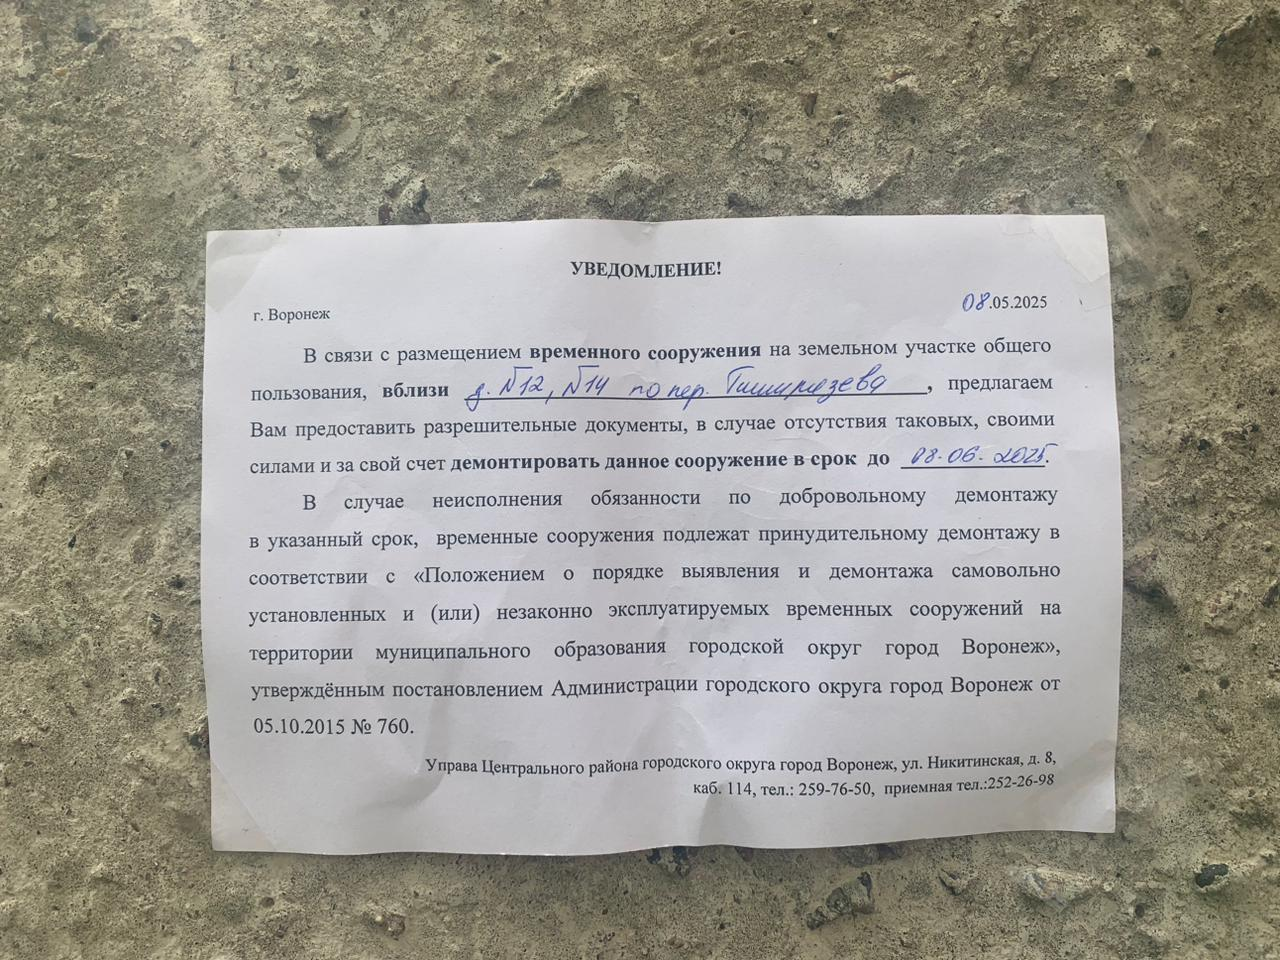 УВЕДОМЛЕНИЕ!
г. Воронеж 08.05.2025
В связи с размещением временного сооружения на земельном участке общего
пользования, вблизи д. №12, №14 по пер. Тимирязева, предлагаем
Вам предоставить разрешительные документы, в случае отсутствия таковых, своими
силами и за свой счет демонтировать данное сооружение в срок до 08.06.2025.
В случае неисполнения обязанности по добровольному демонтажу
в указанный срок, временные сооружения подлежат принудительному демонтажу в
соответствии с «Положением о порядке выявления и демонтажа самовольно
установленных и (или) незаконно эксплуатируемых временных сооружений на
территории муниципального образования городской округ город Воронеж»,
утверждённым постановлением Администрации городского округа город Воронеж от
05.10.2015 № 760.
Управа Центрального района городского округа город Воронеж, ул. Никитинская, д. 8,
каб. 114, тел.: 259-76-50, приемная тел.:252-26-98